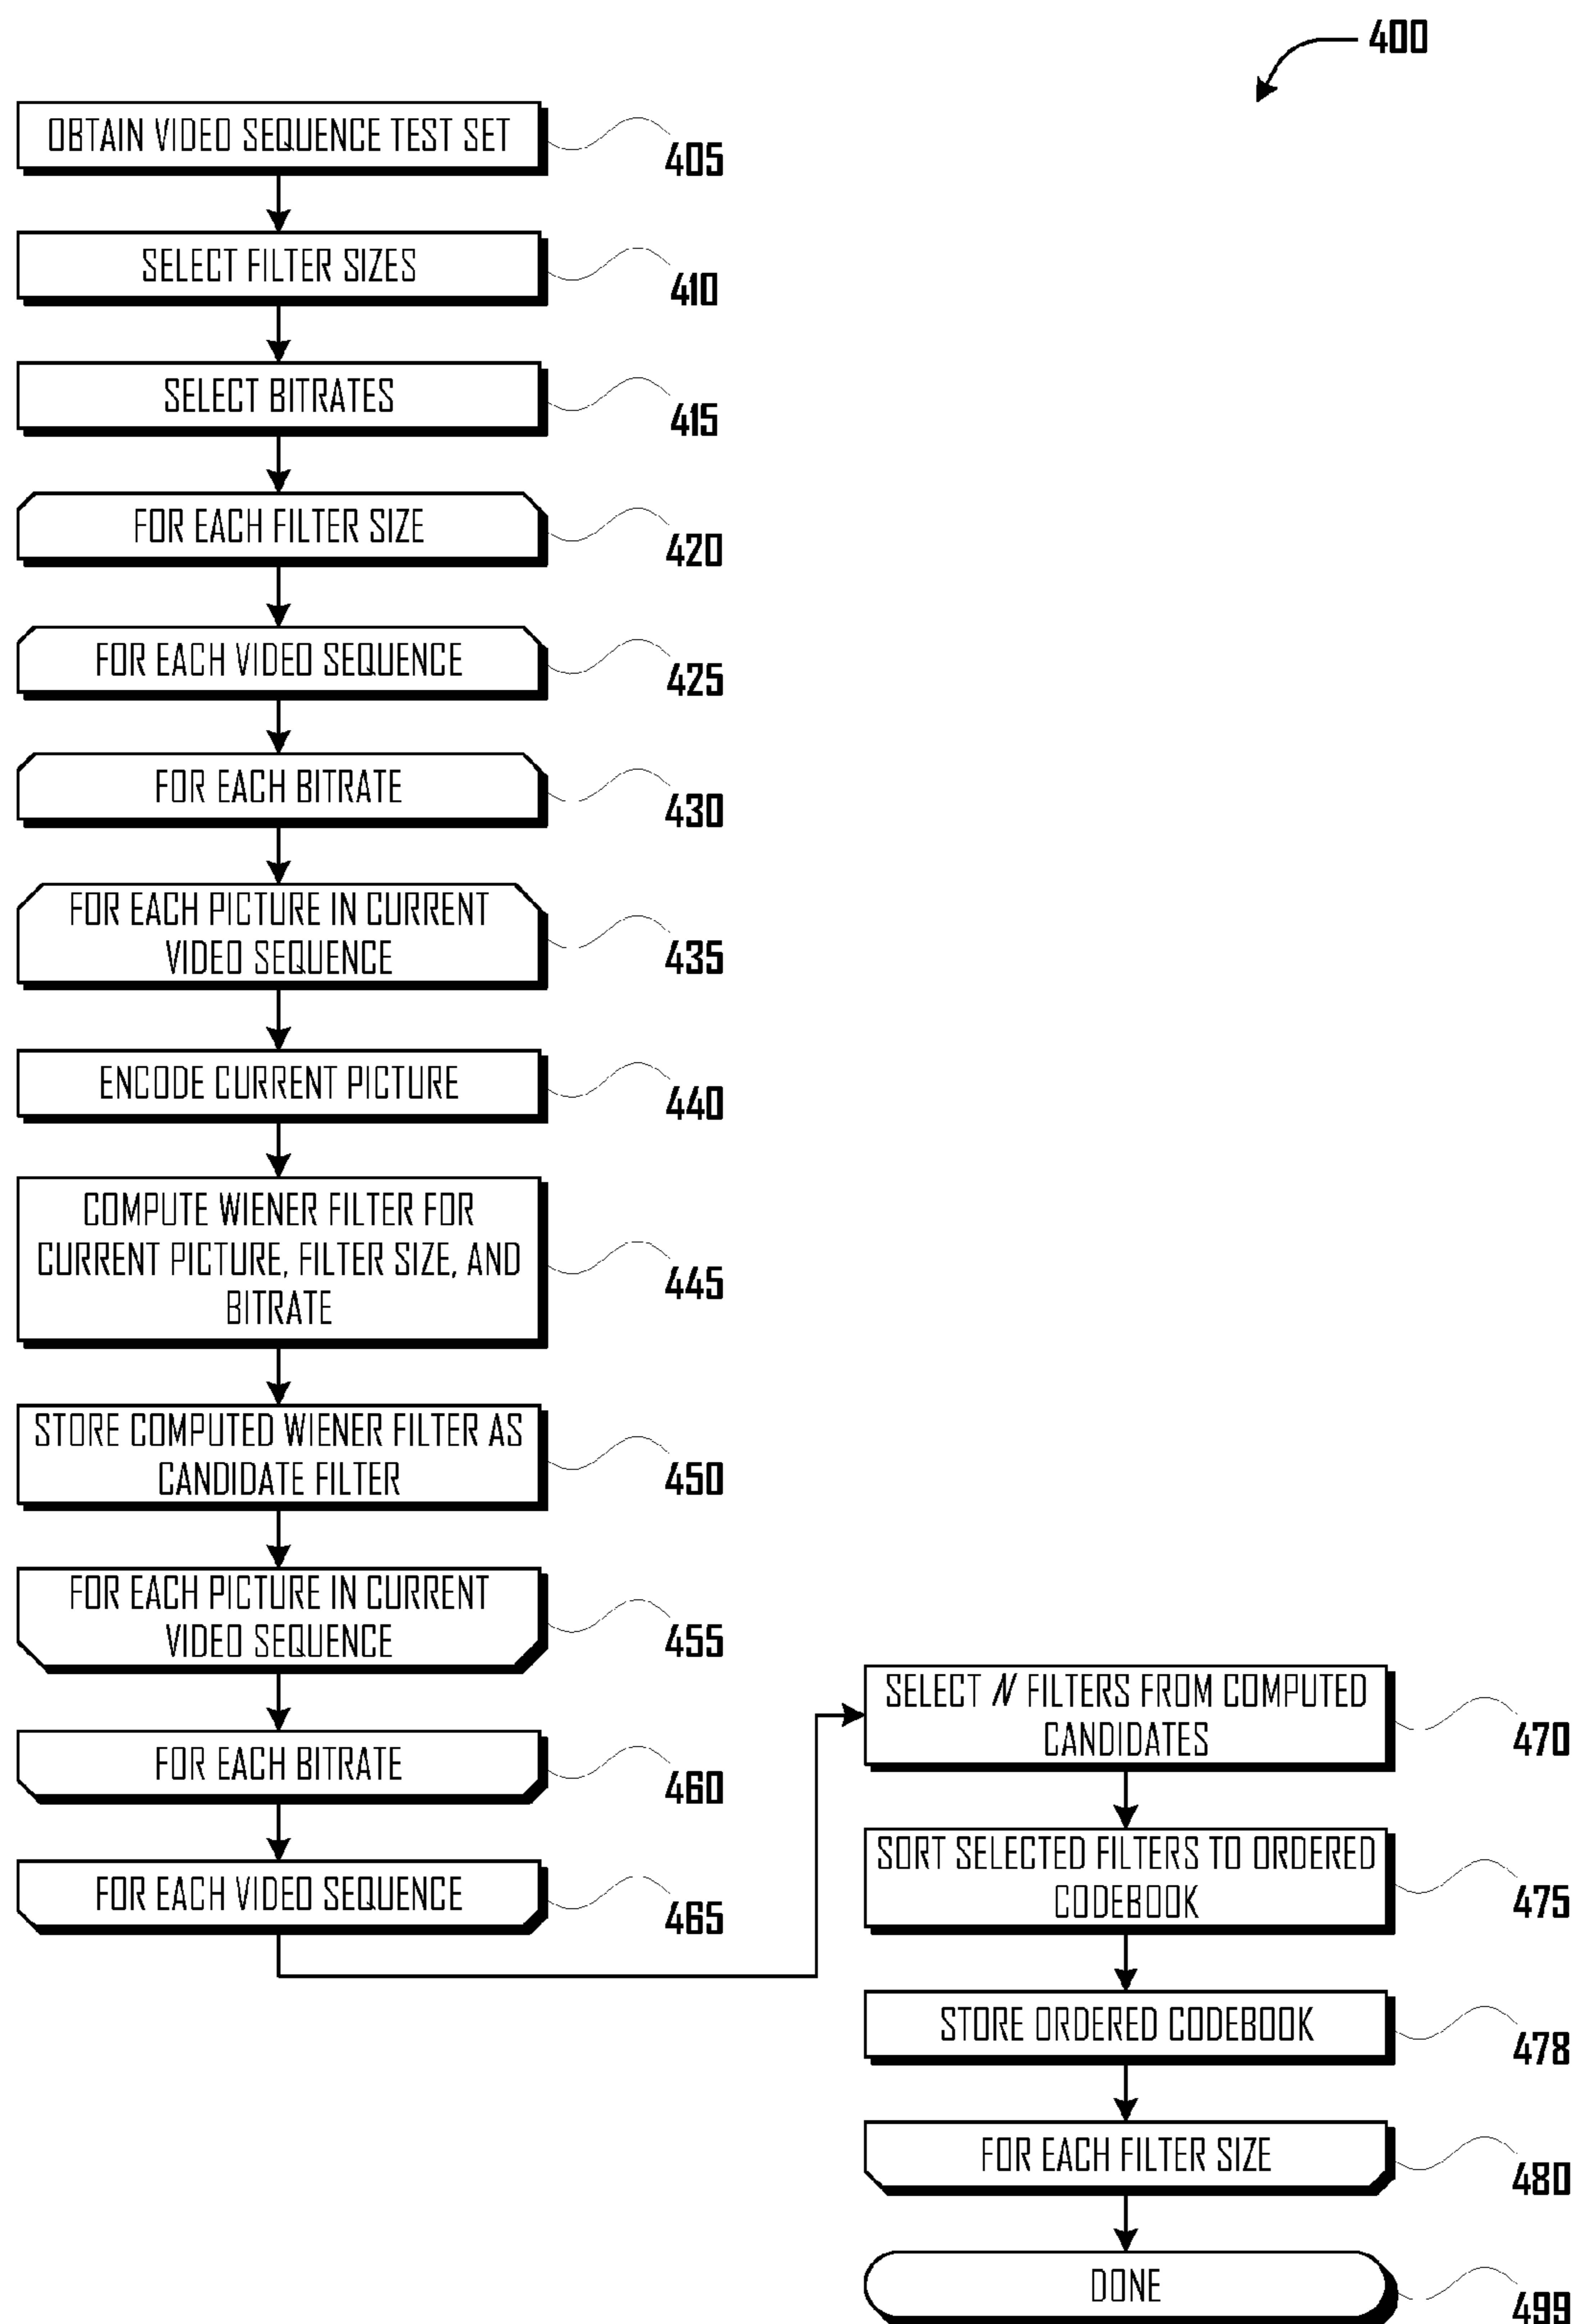 400
OBTAIN VIDEO SEQUENCE TEST SET
405
SELECT FILTER SIZES
410
SELECT BITRATES
415
FOR EACH FILTER SIZE
420
FOR EACH VIDEO SEQUENCE
425
FOR EACH BITRATE
430
FOR EACH PICTURE IN CURRENT
VIDEO SEQUENCE
435
ENCODE CURRENT PICTURE
440
COMPUTE WIENER FILTER FOR
CURRENT PICTURE, FILTER SIZE, AND
BITRATE
445
STORE COMPUTED WIENER FILTER AS
CANDIDATE FILTER
450
FOR EACH PICTURE IN CURRENT
VIDEO SEQUENCE
455
FOR EACH BITRATE
460
FOR EACH VIDEO SEQUENCE
465
SELECT N FILTERS FROM COMPUTED
CANDIDATES
470
SORT SELECTED FILTERS TO ORDERED
CODEBOOK
475
STORE ORDERED CODEBOOK
478
FOR EACH FILTER SIZE
480
DONE
499